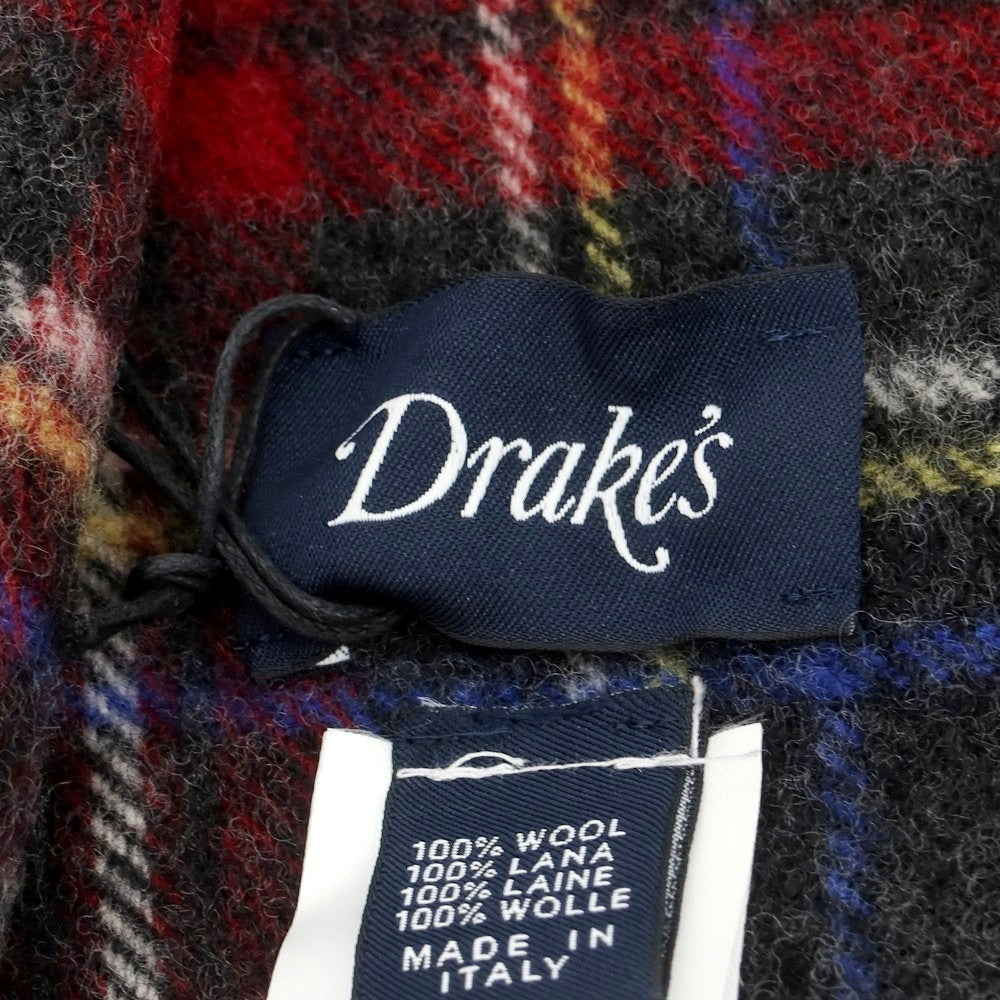 Drake's
100% WOOL
100% LANA
100% LAINE
100% WOLLE
MADE IN
ITALY